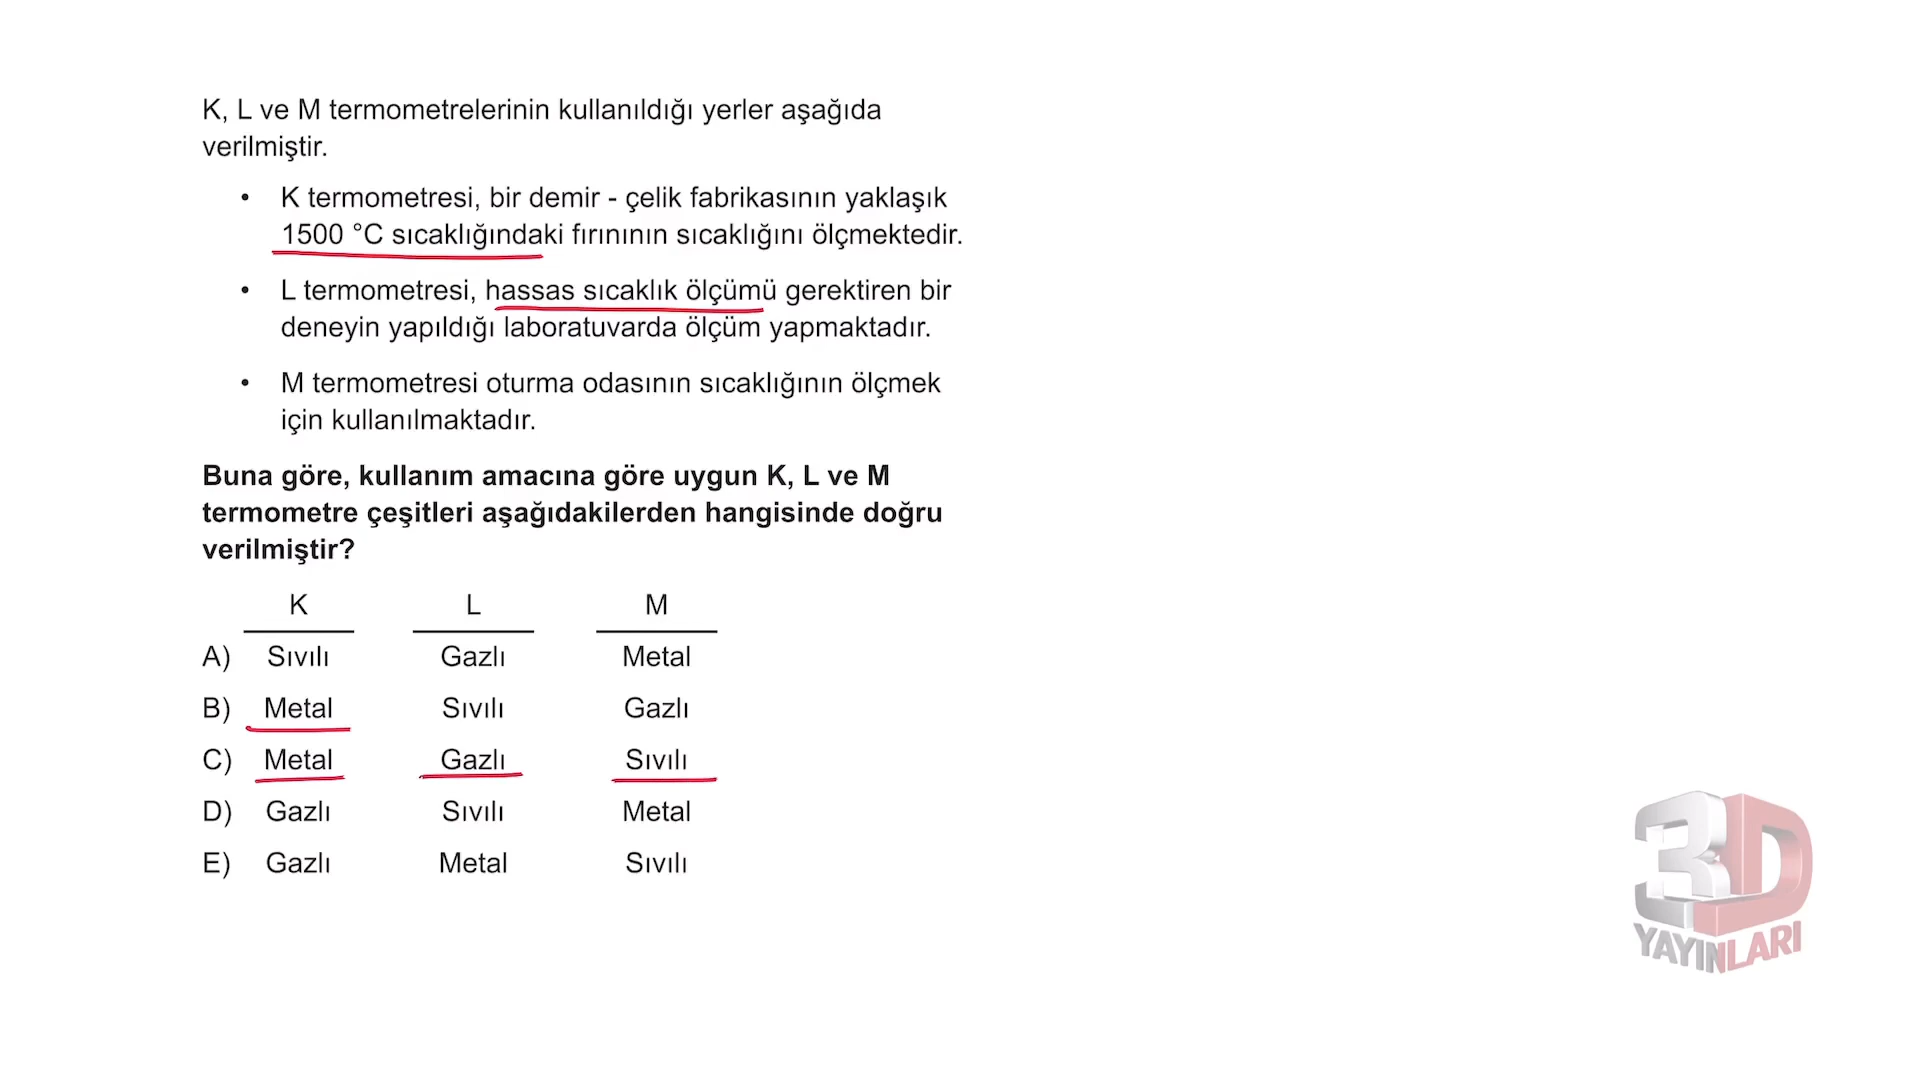 K, L ve M termometrelerinin kullanıldığı yerler aşağıda
verilmiştir.
• K termometresi, bir demir - çelik fabrikasının yaklaşık
1500 °C sıcaklığındaki fırınının sıcaklığını ölçmektedir.
• L termometresi, hassas sıcaklık ölçümü gerektiren bir
deneyin yapıldığı laboratuvarda ölçüm yapmaktadır.
• M termometresi oturma odasının sıcaklığının ölçmek
için kullanılmaktadır.
Buna göre, kullanım amacına göre uygun K, L ve M
termometre çeşitleri aşağıdakilerden hangisinde doğru
verilmiştir?
K L M
A) Sıvılı Gazlı Metal
B) Metal Sıvılı Gazlı
C) Metal Gazlı Sıvılı
D) Gazlı Sıvılı Metal
E) Gazlı Metal Sıvılı
3D
YAYINLARI